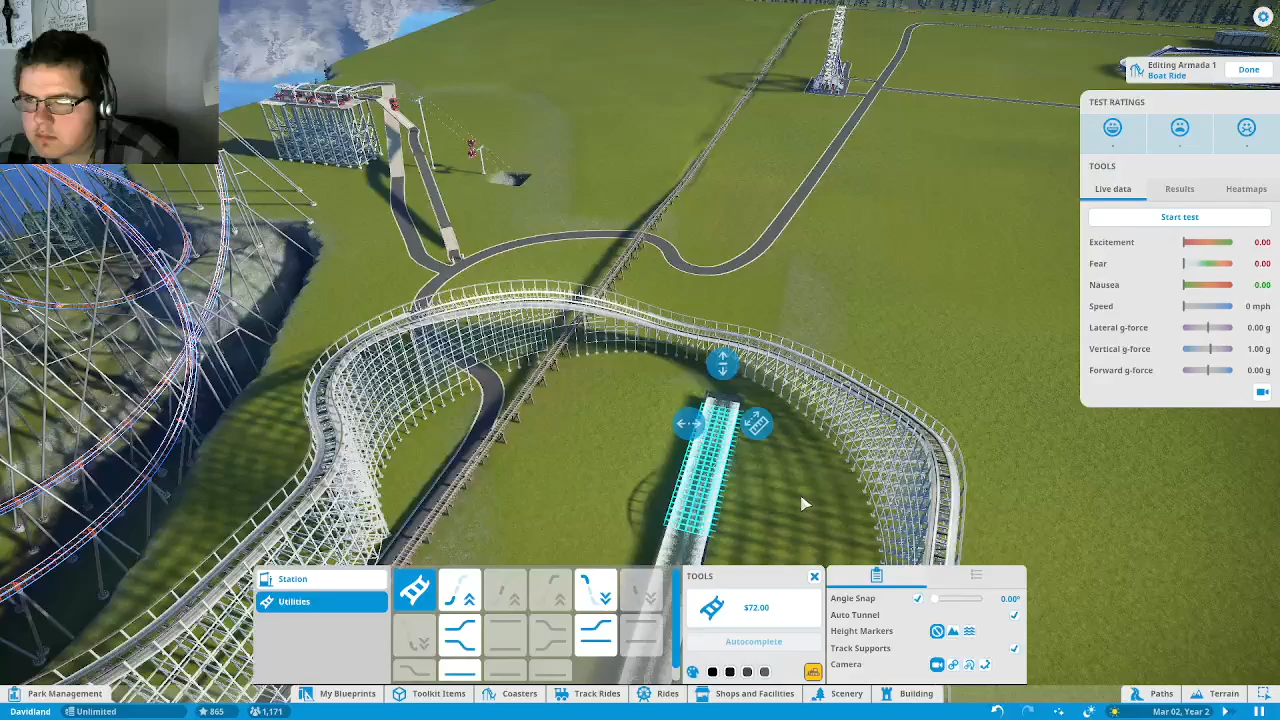 Editing Armada 1
Boat Ride
Done
TEST RATINGS
-
-
-
TOOLS
Live data
Results
Heatmaps
Start test
Excitement 0.00
Fear 0.00
Nausea 0.00
Speed 0 mph
Lateral g-force 0.00 g
Vertical g-force 1.00 g
Forward g-force 0.00 g
Station
Utilities
TOOLS
$72.00
Autocomplete
Angle Snap 0.00°
Auto Tunnel
Height Markers
Track Supports
Camera
Park Management
My Blueprints
Toolkit Items
Coasters
Track Rides
Rides
Shops and Facilities
Scenery
Building
Paths
Terrain
Davidland
Unlimited
865
1,171
Mar 02, Year 2